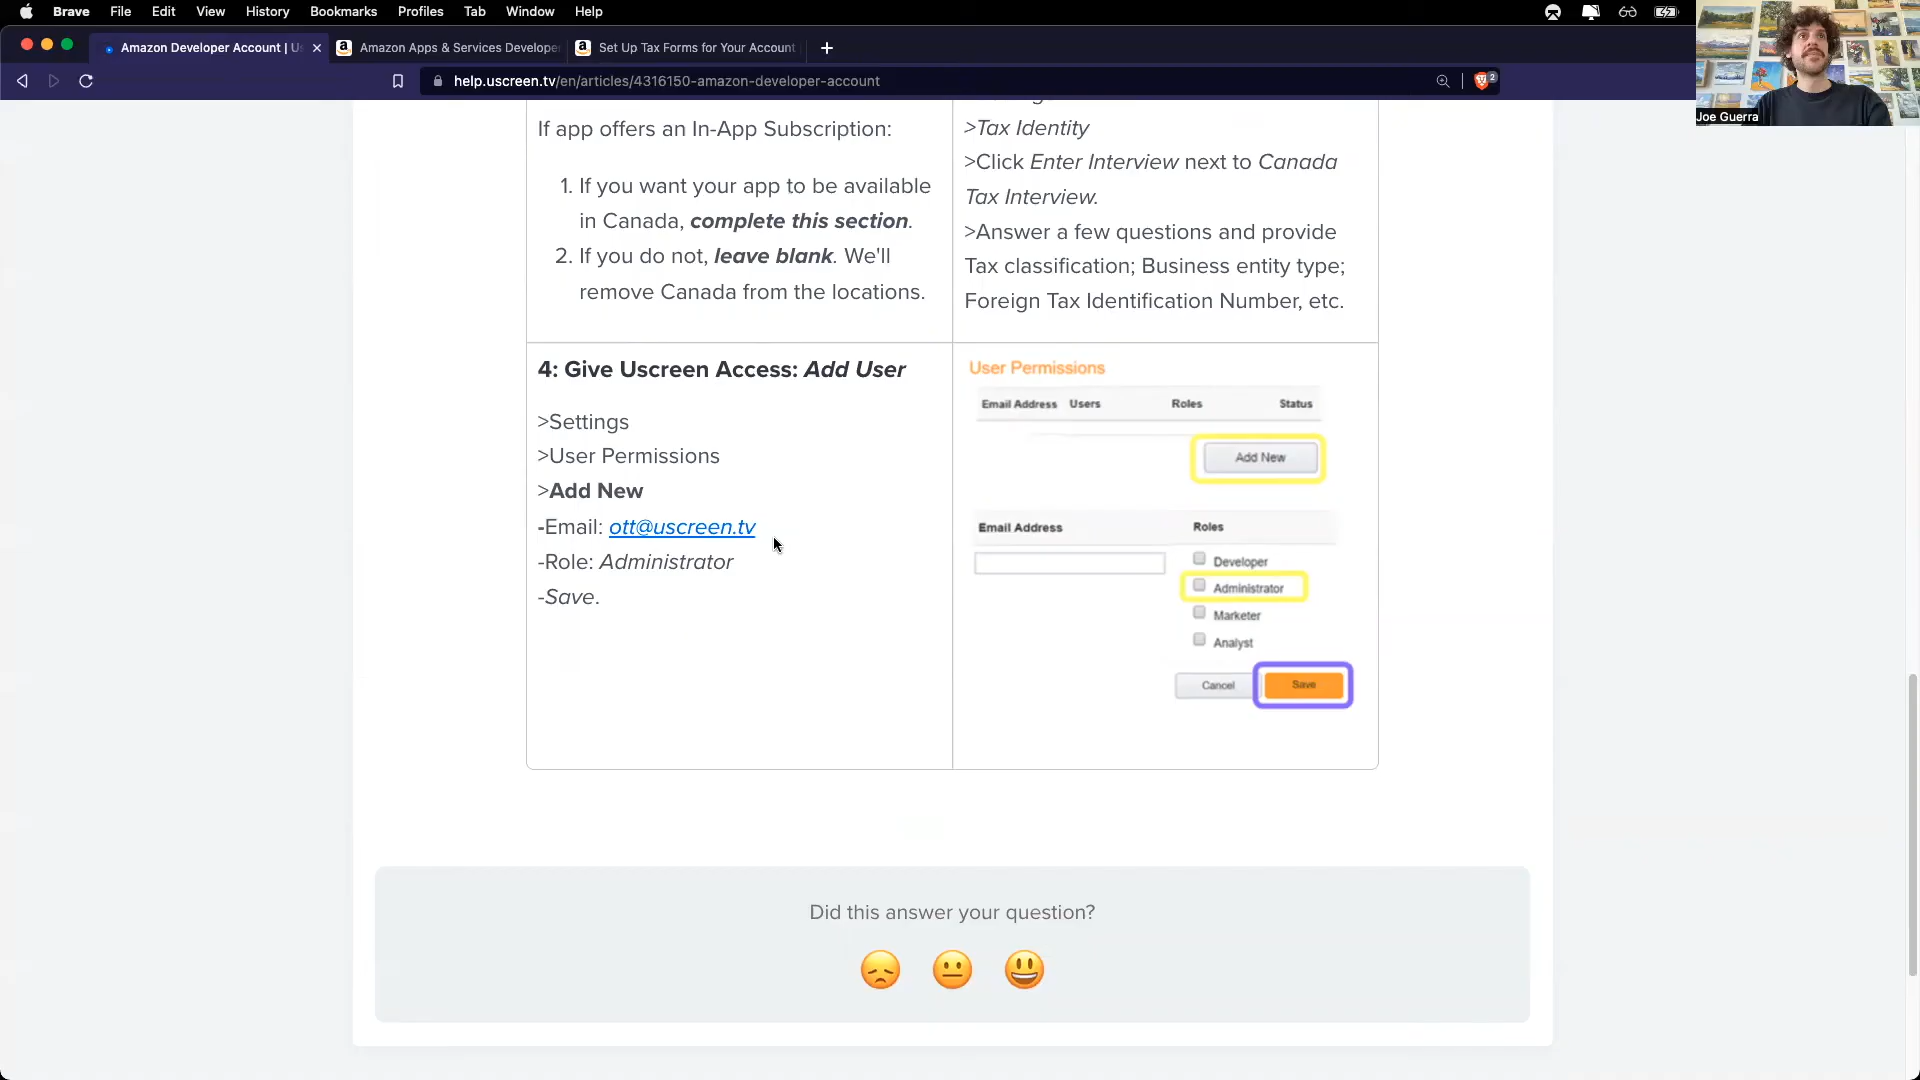 Brave File Edit View History Bookmarks Profiles Tab Window Help
Amazon Developer Account | Us
Amazon Apps & Services Develope
Set Up Tax Forms for Your Account
help.uscreen.tv/en/articles/4316150-amazon-developer-account
2
Joe Guerra
If app offers an In-App Subscription:
1. If you want your app to be available
in Canada, complete this section.
2. If you do not, leave blank. We'll
remove Canada from the locations.
>Tax Identity
>Click Enter Interview next to Canada
Tax Interview.
>Answer a few questions and provide
Tax classification; Business entity type;
Foreign Tax Identification Number, etc.
4: Give Uscreen Access: Add User
>Settings
>User Permissions
>Add New
-Email: ott@uscreen.tv
-Role: Administrator
-Save.
User Permissions
Email Address Users Roles Status
Add New
Email Address Roles
Developer
Administrator
Marketer
Analyst
Cancel Save
Did this answer your question?